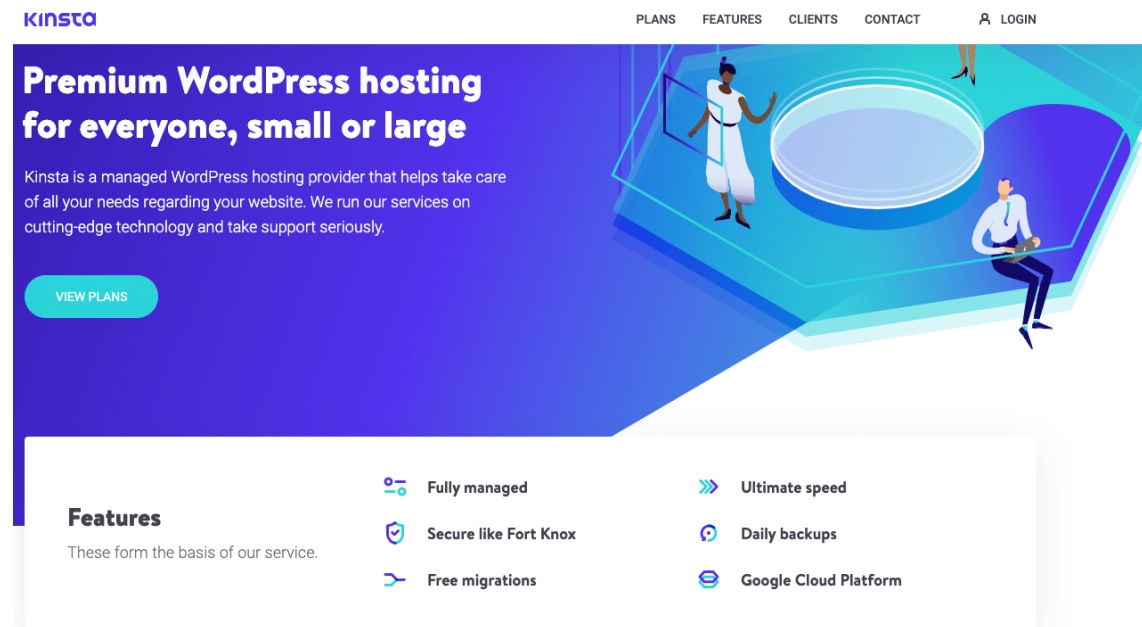 KINSTA
PLANS FEATURES CLIENTS CONTACT LOGIN
Premium WordPress hosting
for everyone, small or large
Kinsta is a managed WordPress hosting provider that helps take care
of all your needs regarding your website. We run our services on
cutting-edge technology and take support seriously.
VIEW PLANS
Features
These form the basis of our service.
Fully managed
Secure like Fort Knox
Free migrations
Ultimate speed
Daily backups
Google Cloud Platform